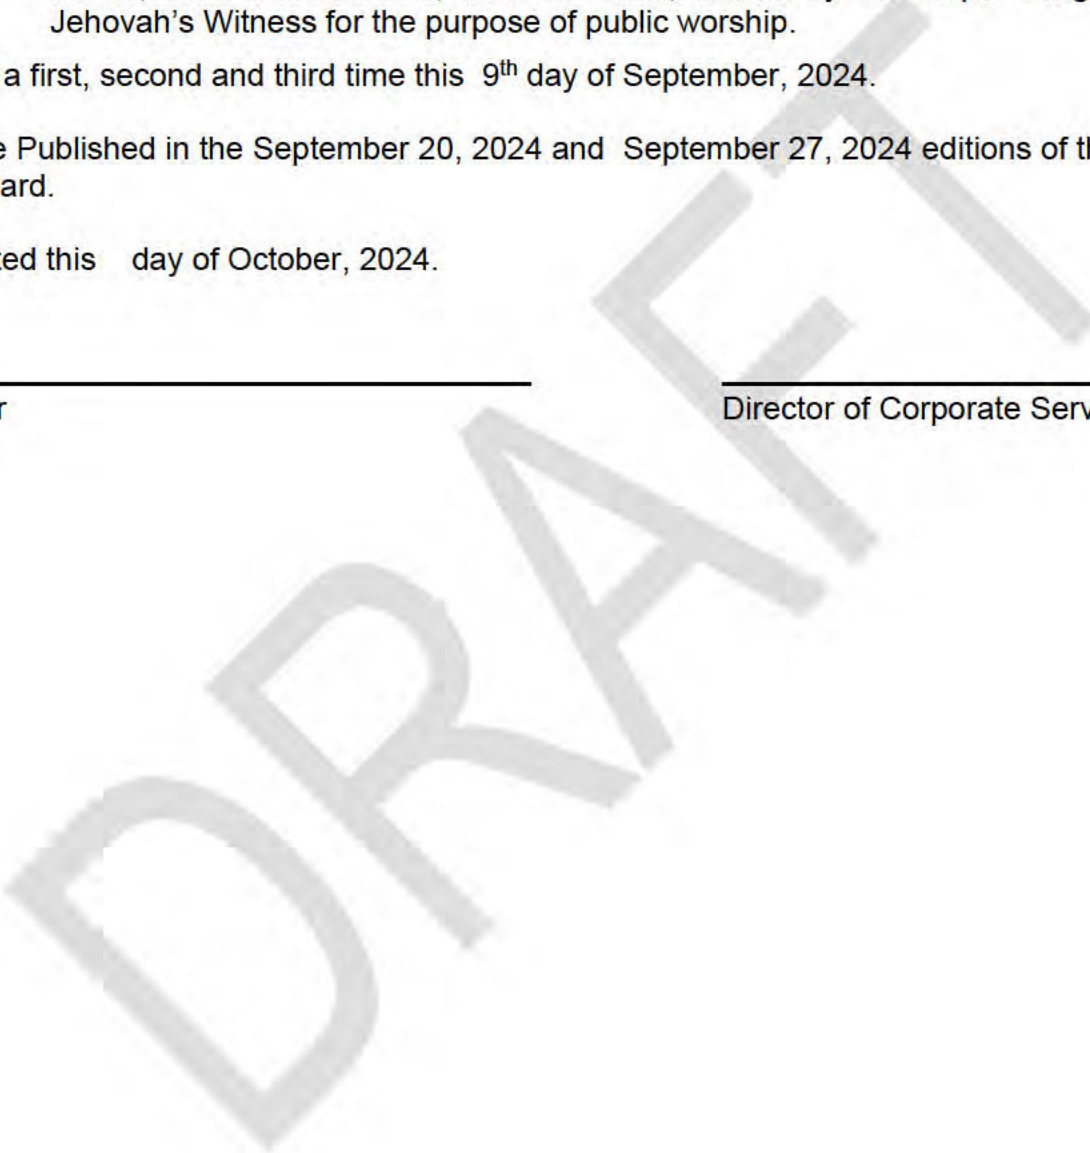 Jehovah's Witness for the purpose of public worship.
a first, second and third time this 9th day of September, 2024.
Published in the September 20, 2024 and September 27, 2024 editions of
ard.
ted this day of October, 2024.
Director of Corporate Serv
DRAFT